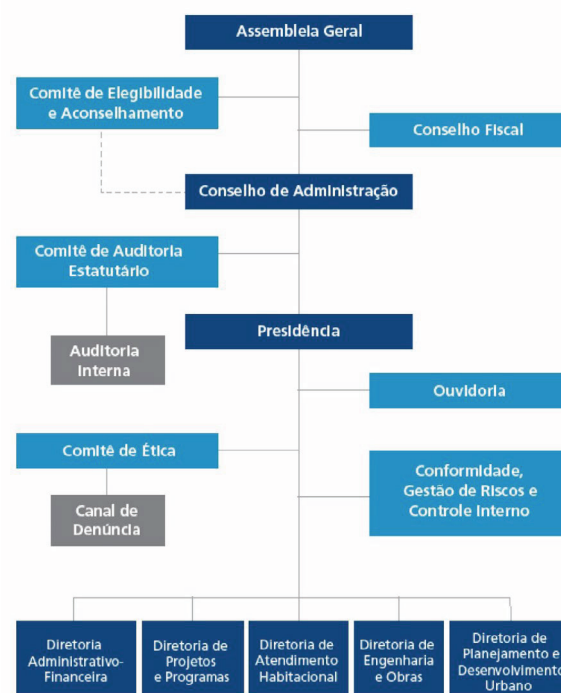 Assembleia Geral
Comitê de Elegibilidade
e Aconselhamento
Conselho Fiscal
Conselho de Administração
Comitê de Auditoria
Estatutário
Presidência
Auditoria
Interna
Ouvidoria
Comitê de Ética
Conformidade,
Gestão de Riscos e
Controle Interno
Canal de
Denúncia
Diretoria
Administrativo-
Financeira
Diretoria de
Projetos
e Programas
Diretoria de
Atendimento
Habitacional
Diretoria de
Engenharia
e Obras
Diretoria de
Planejamento e
Desenvolvimento
Urbano